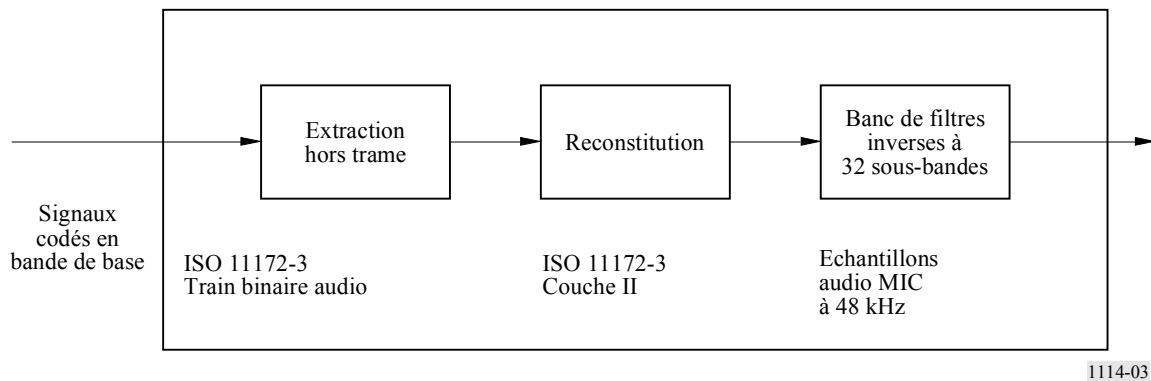 Extraction
hors trame
Reconstitution
Banc de filtres
inverses à
32 sous-bandes
Signaux
codés en
bande de base
ISO 11172-3
Train binaire audio
ISO 11172-3
Couche II
Echantillons
audio MIC
à 48 kHz
1114-03